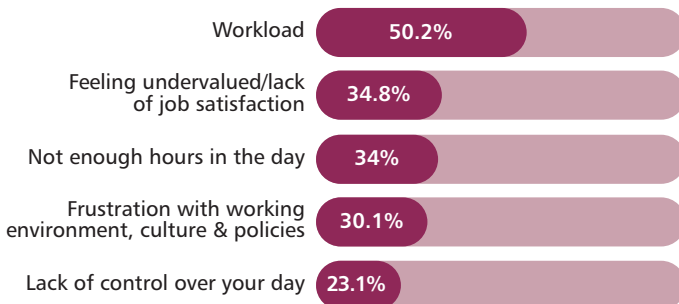 Workload
50.2%
Feeling undervalued/lack
of job satisfaction
34.8%
Not enough hours in the day
34%
Frustration with working
environment, culture & policies
30.1%
Lack of control over your day
23.1%